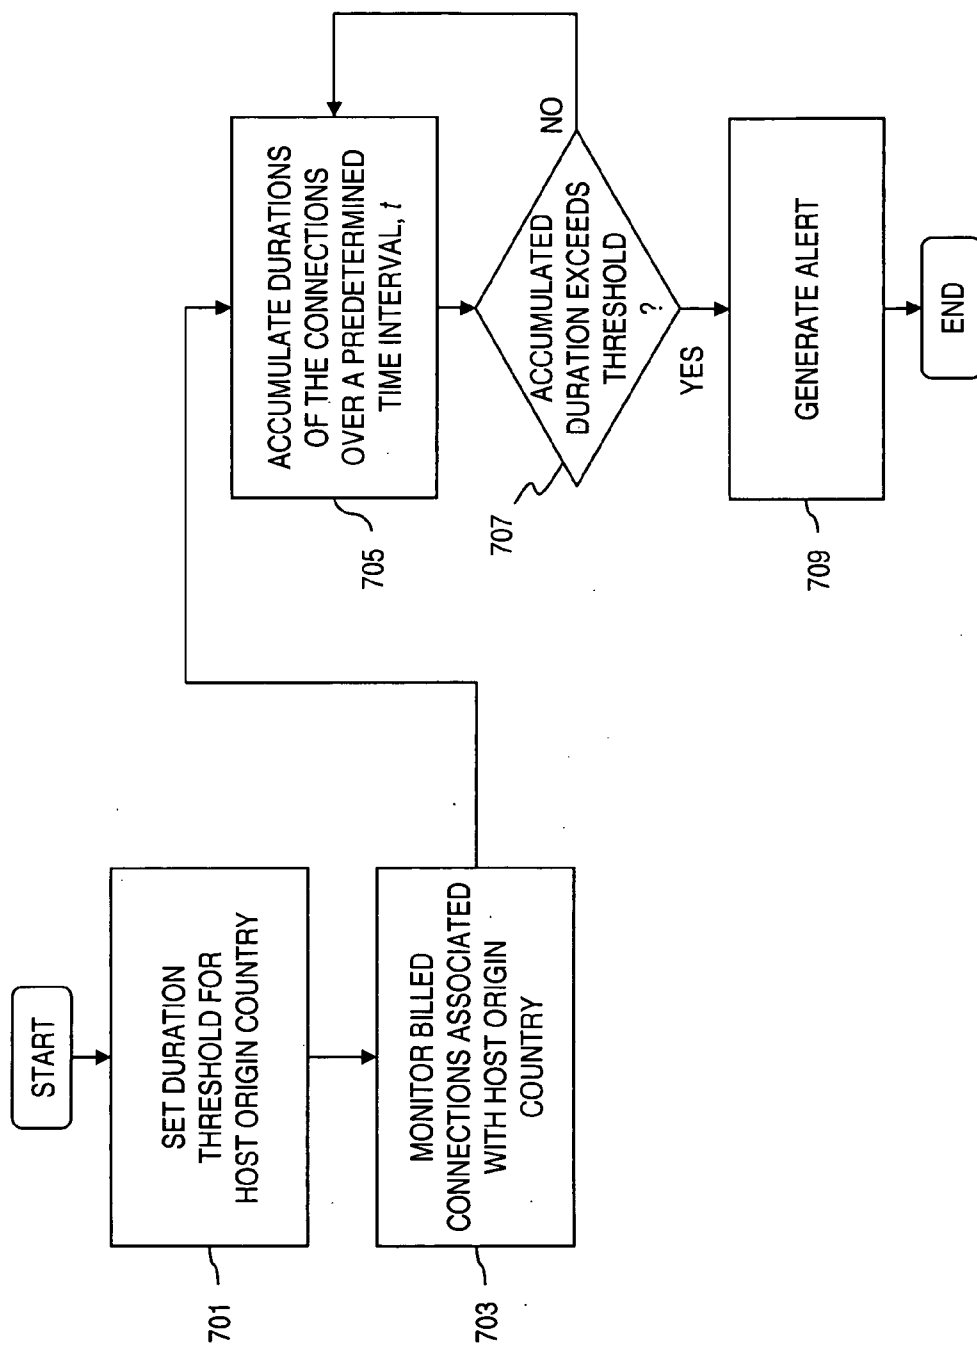 START
SET DURATION
THRESHOLD FOR
HOST ORIGIN COUNTRY
701
MONITOR BILLED
CONNECTIONS ASSOCIATED
WITH HOST ORIGIN
COUNTRY
703
ACCUMULATE DURATIONS
OF THE CONNECTIONS
OVER A PREDETERMINED
TIME INTERVAL, t
705
ACCUMULATED
DURATION EXCEEDS
THRESHOLD
?
707
NO
YES
GENERATE ALERT
709
END